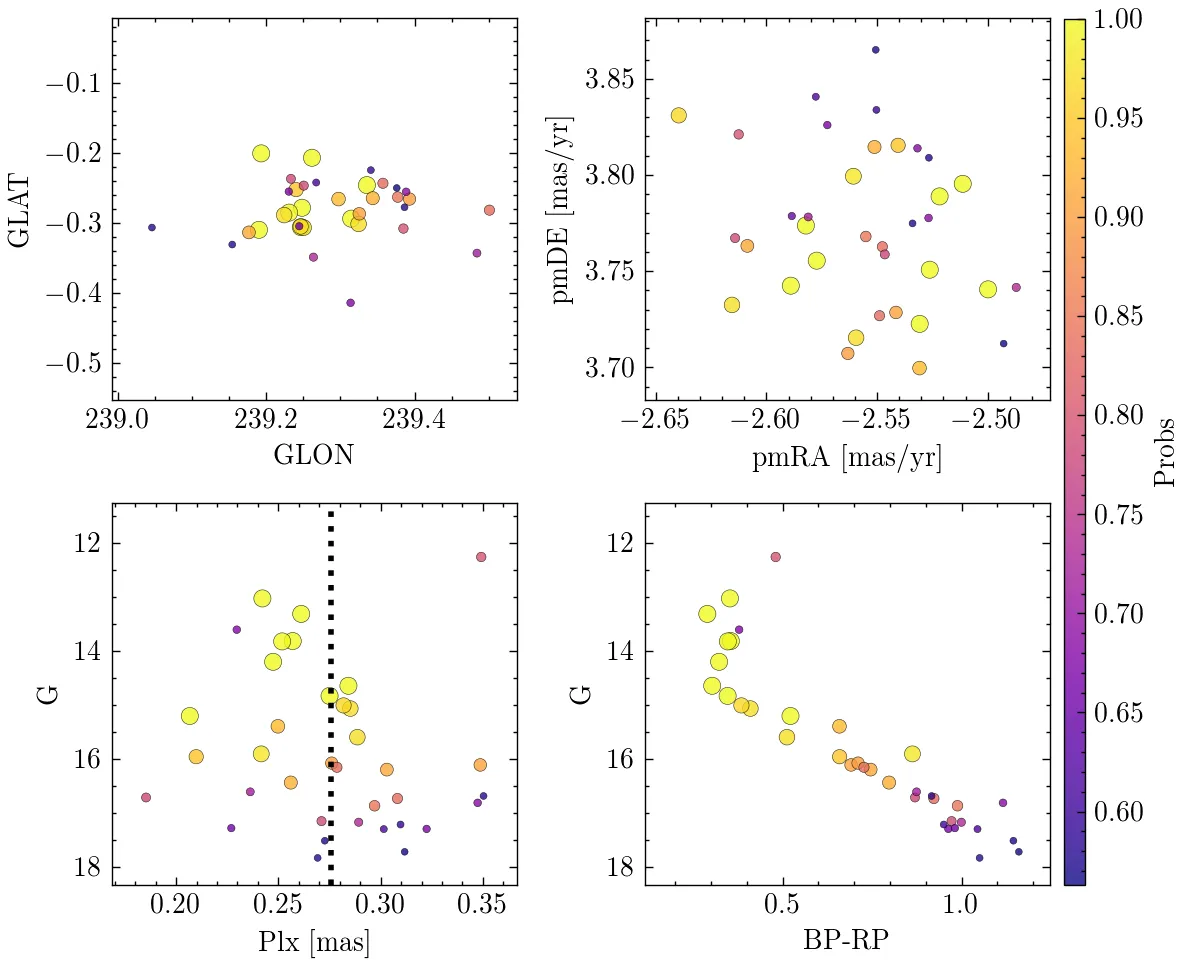 −0.1
−0.2
−0.3
−0.4
−0.5
GLAT
239.0 239.2 239.4
GLON
3.85
3.80
3.75
3.70
pmDE [mas/yr]
−2.65 −2.60 −2.55 −2.50
pmRA [mas/yr]
12
14
16
18
G
0.20 0.25 0.30 0.35
Plx [mas]
12
14
16
18
G
0.5 1.0
BP-RP
1.00
0.95
0.90
0.85
0.80
0.75
0.70
0.65
0.60
Probs